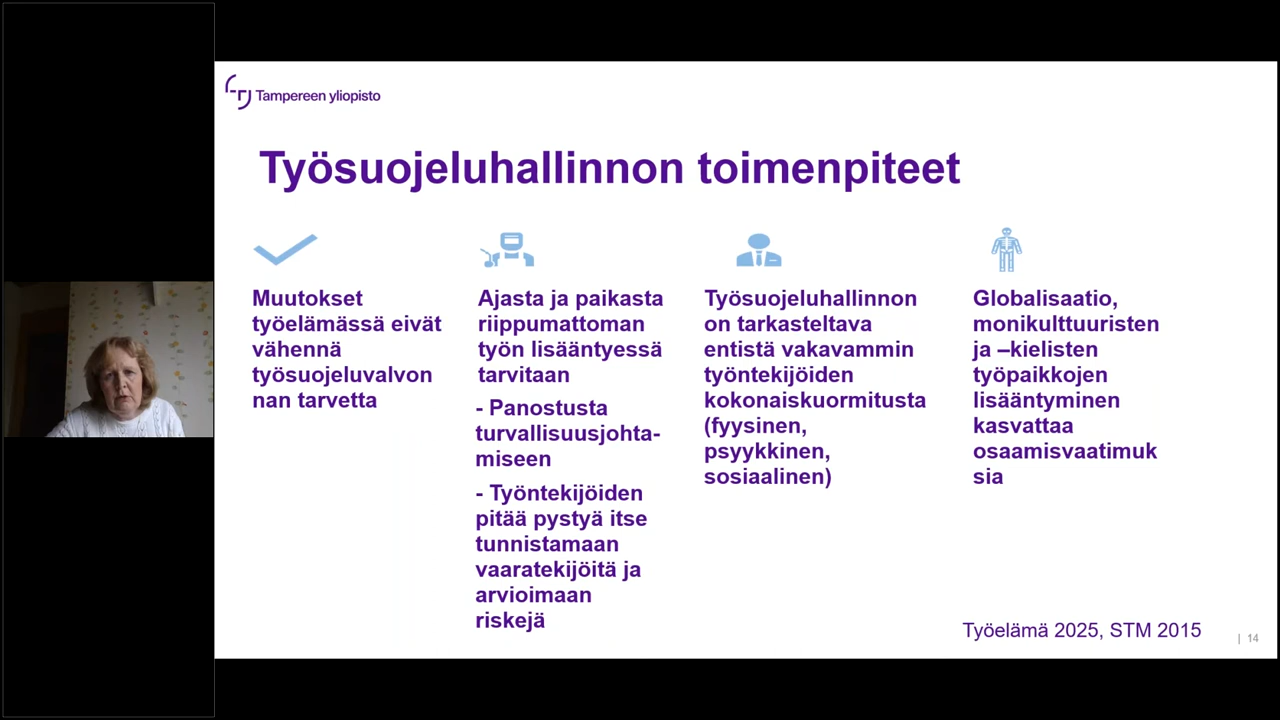 Tampereen yliopisto
Työsuojeluhallinnon toimenpiteet
Muutokset
työelämässä eivät
vähennä
työsuojeluvalvon
nan tarvetta
Ajasta ja paikasta
riippumattoman
työn lisääntyessä
tarvitaan
- Panostusta
turvallisuusjohta-
miseen
- Työntekijöiden
pitää pystyä itse
tunnistamaan
vaaratekijöitä ja
arvioimaan
riskejä
Työsuojeluhallinnon
on tarkasteltava
entistä vakavammin
työntekijöiden
kokonaiskuormitusta
(fyysinen,
psyykkinen,
sosiaalinen)
Globalisaatio,
monikulttuuristen
ja –kielisten
työpaikkojen
lisääntyminen
kasvattaa
osaamisvaatimuk
sia
Työelämä 2025, STM 2015
| 14